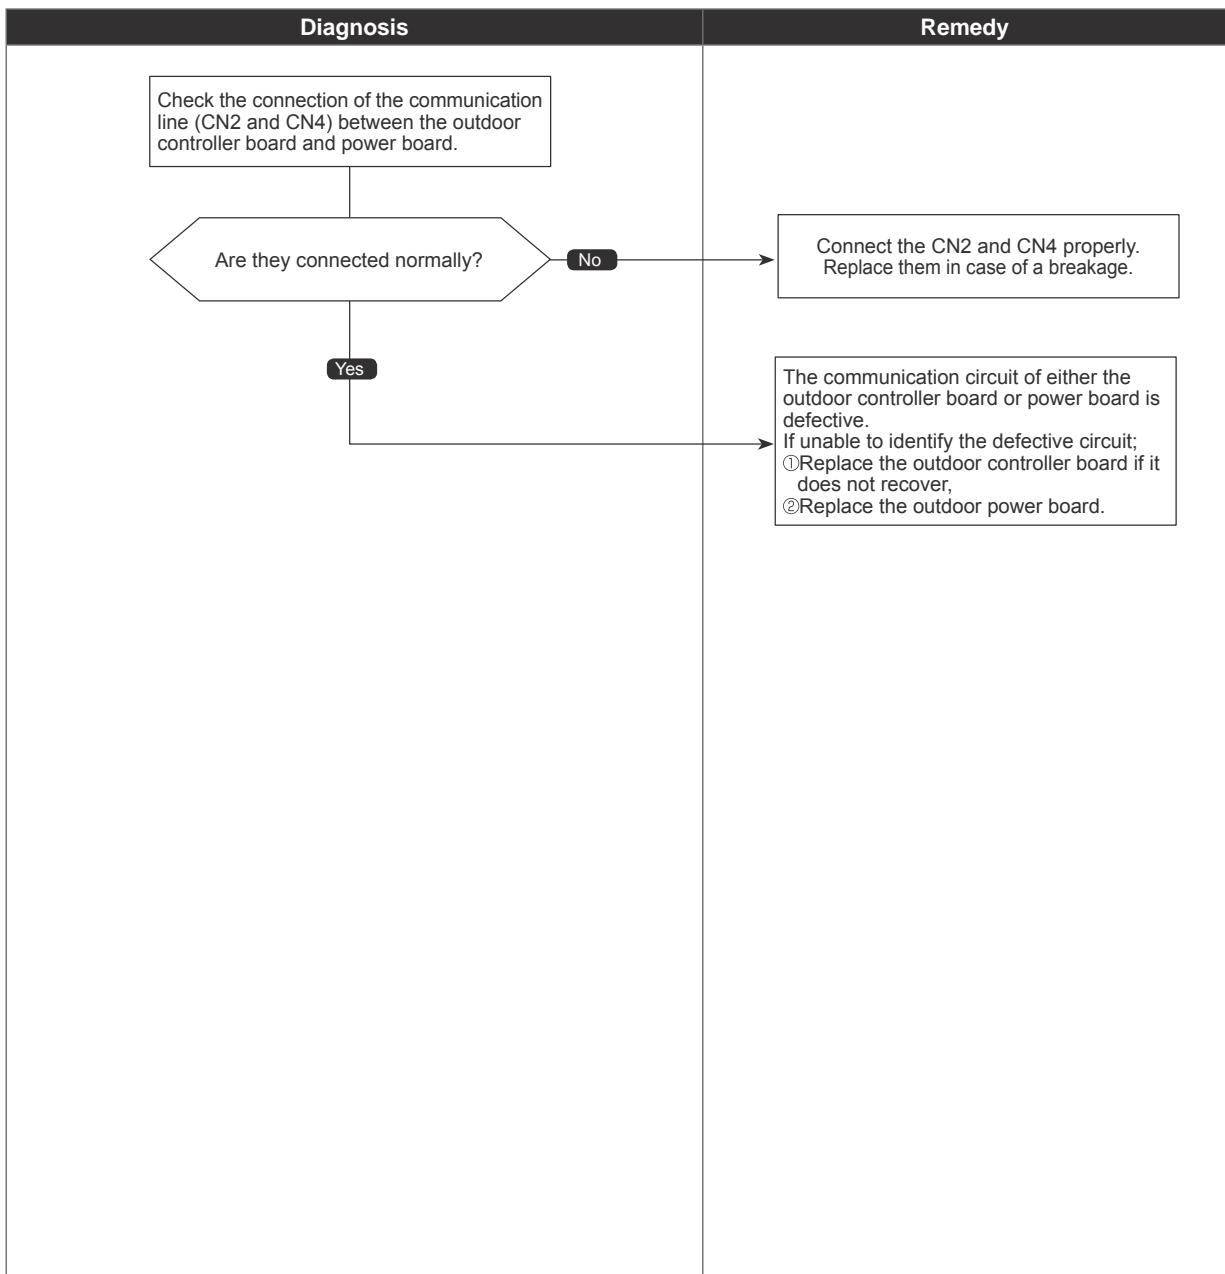 Diagnosis
Remedy
Check the connection of the communication
line (CN2 and CN4) between the outdoor
controller board and power board.
Are they connected normally?
No
Connect the CN2 and CN4 properly.
Replace them in case of a breakage.
Yes
The communication circuit of either the
outdoor controller board or power board is
defective.
If unable to identify the defective circuit;
①Replace the outdoor controller board if it
does not recover,
②Replace the outdoor power board.